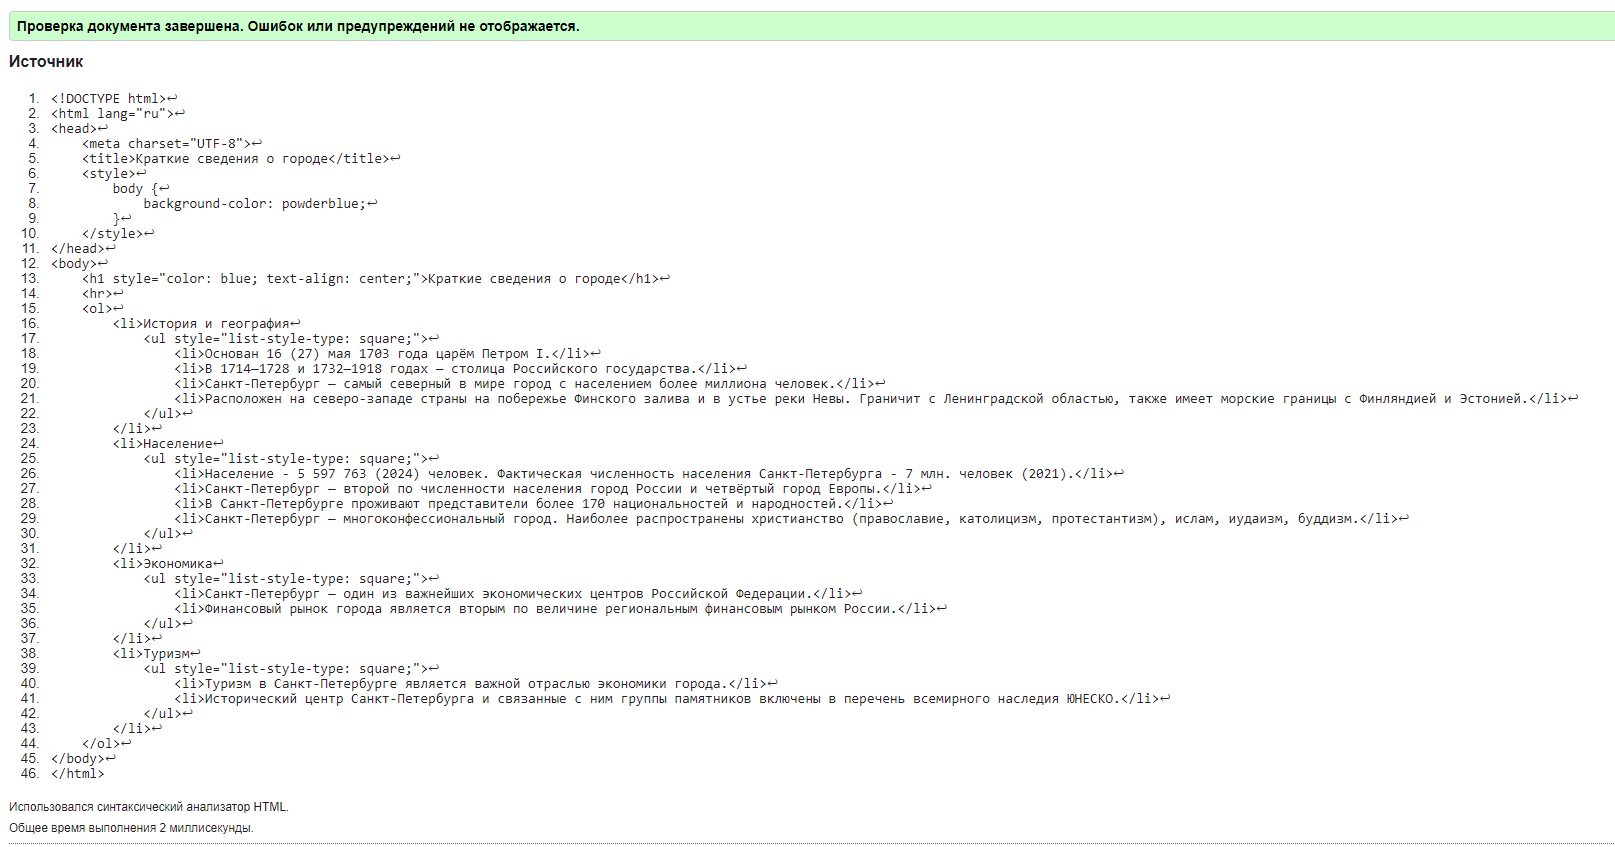 Проверка документа завершена. Ошибок или предупреждений не отображается.
Источник
1. <!DOCTYPE html>↩
2. <html lang="ru">↩
3. <head>↩
4.     <meta charset="UTF-8">↩
5.     <title>Краткие сведения о городе</title>↩
6.     <style>↩
7.         body {↩
8.             background-color: powderblue;↩
9.         }↩
10.     </style>↩
11. </head>↩
12. <body>↩
13.     <h1 style="color: blue; text-align: center;">Краткие сведения о городе</h1>↩
14.     <hr>↩
15.     <ol>↩
16.         <li>История и география↩
17.             <ul style="list-style-type: square;">↩
18.                 <li>Основан 16 (27) мая 1703 года царём Петром I.</li>↩
19.                 <li>В 1714—1728 и 1732—1918 годах — столица Российского государства.</li>↩
20.                 <li>Санкт-Петербург — самый северный в мире город с населением более миллиона человек.</li>↩
21.                 <li>Расположен на северо-западе страны на побережье Финского залива и в устье реки Невы. Граничит с Ленинградской областью, также имеет морские границы с Финляндией и Эстонией.</li>↩
22.             </ul>↩
23.         </li>↩
24.         <li>Население↩
25.             <ul style="list-style-type: square;">↩
26.                 <li>Население - 5 597 763 (2024) человек. Фактическая численность населения Санкт-Петербурга - 7 млн. человек (2021).</li>↩
27.                 <li>Санкт-Петербург — второй по численности населения город России и четвёртый город Европы.</li>↩
28.                 <li>В Санкт-Петербурге проживают представители более 170 национальностей и народностей.</li>↩
29.                 <li>Санкт-Петербург — многоконфессиональный город. Наиболее распространены христианство (православие, католицизм, протестантизм), ислам, иудаизм, буддизм.</li>↩
30.             </ul>↩
31.         </li>↩
32.         <li>Экономика↩
33.             <ul style="list-style-type: square;">↩
34.                 <li>Санкт-Петербург — один из важнейших экономических центров Российской Федерации.</li>↩
35.                 <li>Финансовый рынок города является вторым по величине региональным финансовым рынком России.</li>↩
36.             </ul>↩
37.         </li>↩
38.         <li>Туризм↩
39.             <ul style="list-style-type: square;">↩
40.                 <li>Туризм в Санкт-Петербурге является важной отраслью экономики города.</li>↩
41.                 <li>Исторический центр Санкт-Петербурга и связанные с ним группы памятников включены в перечень всемирного наследия ЮНЕСКО.</li>↩
42.             </ul>↩
43.         </li>↩
44.     </ol>↩
45. </body>↩
46. </html>
Использовался синтаксический анализатор HTML.
Общее время выполнения 2 миллисекунды.